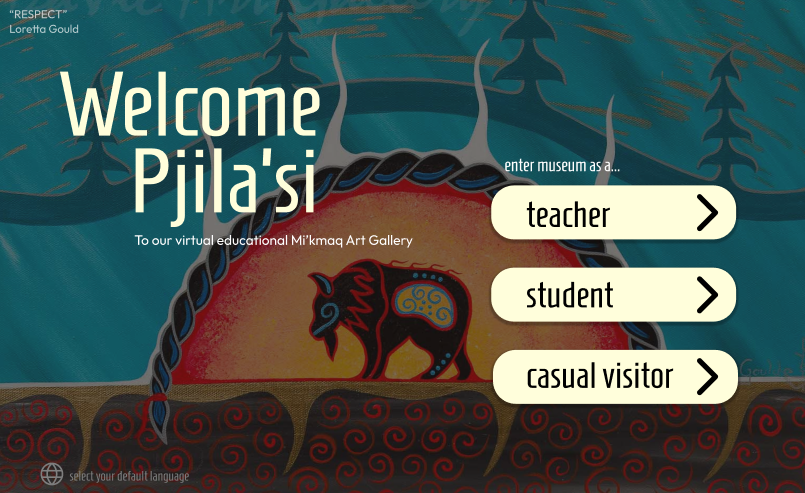 “RESPECT”
Loretta Gould
Welcome
Pjila'si
To our virtual educational Mi'kmaq Art Gallery
enter museum as a...
teacher
student
casual visitor
select your default language